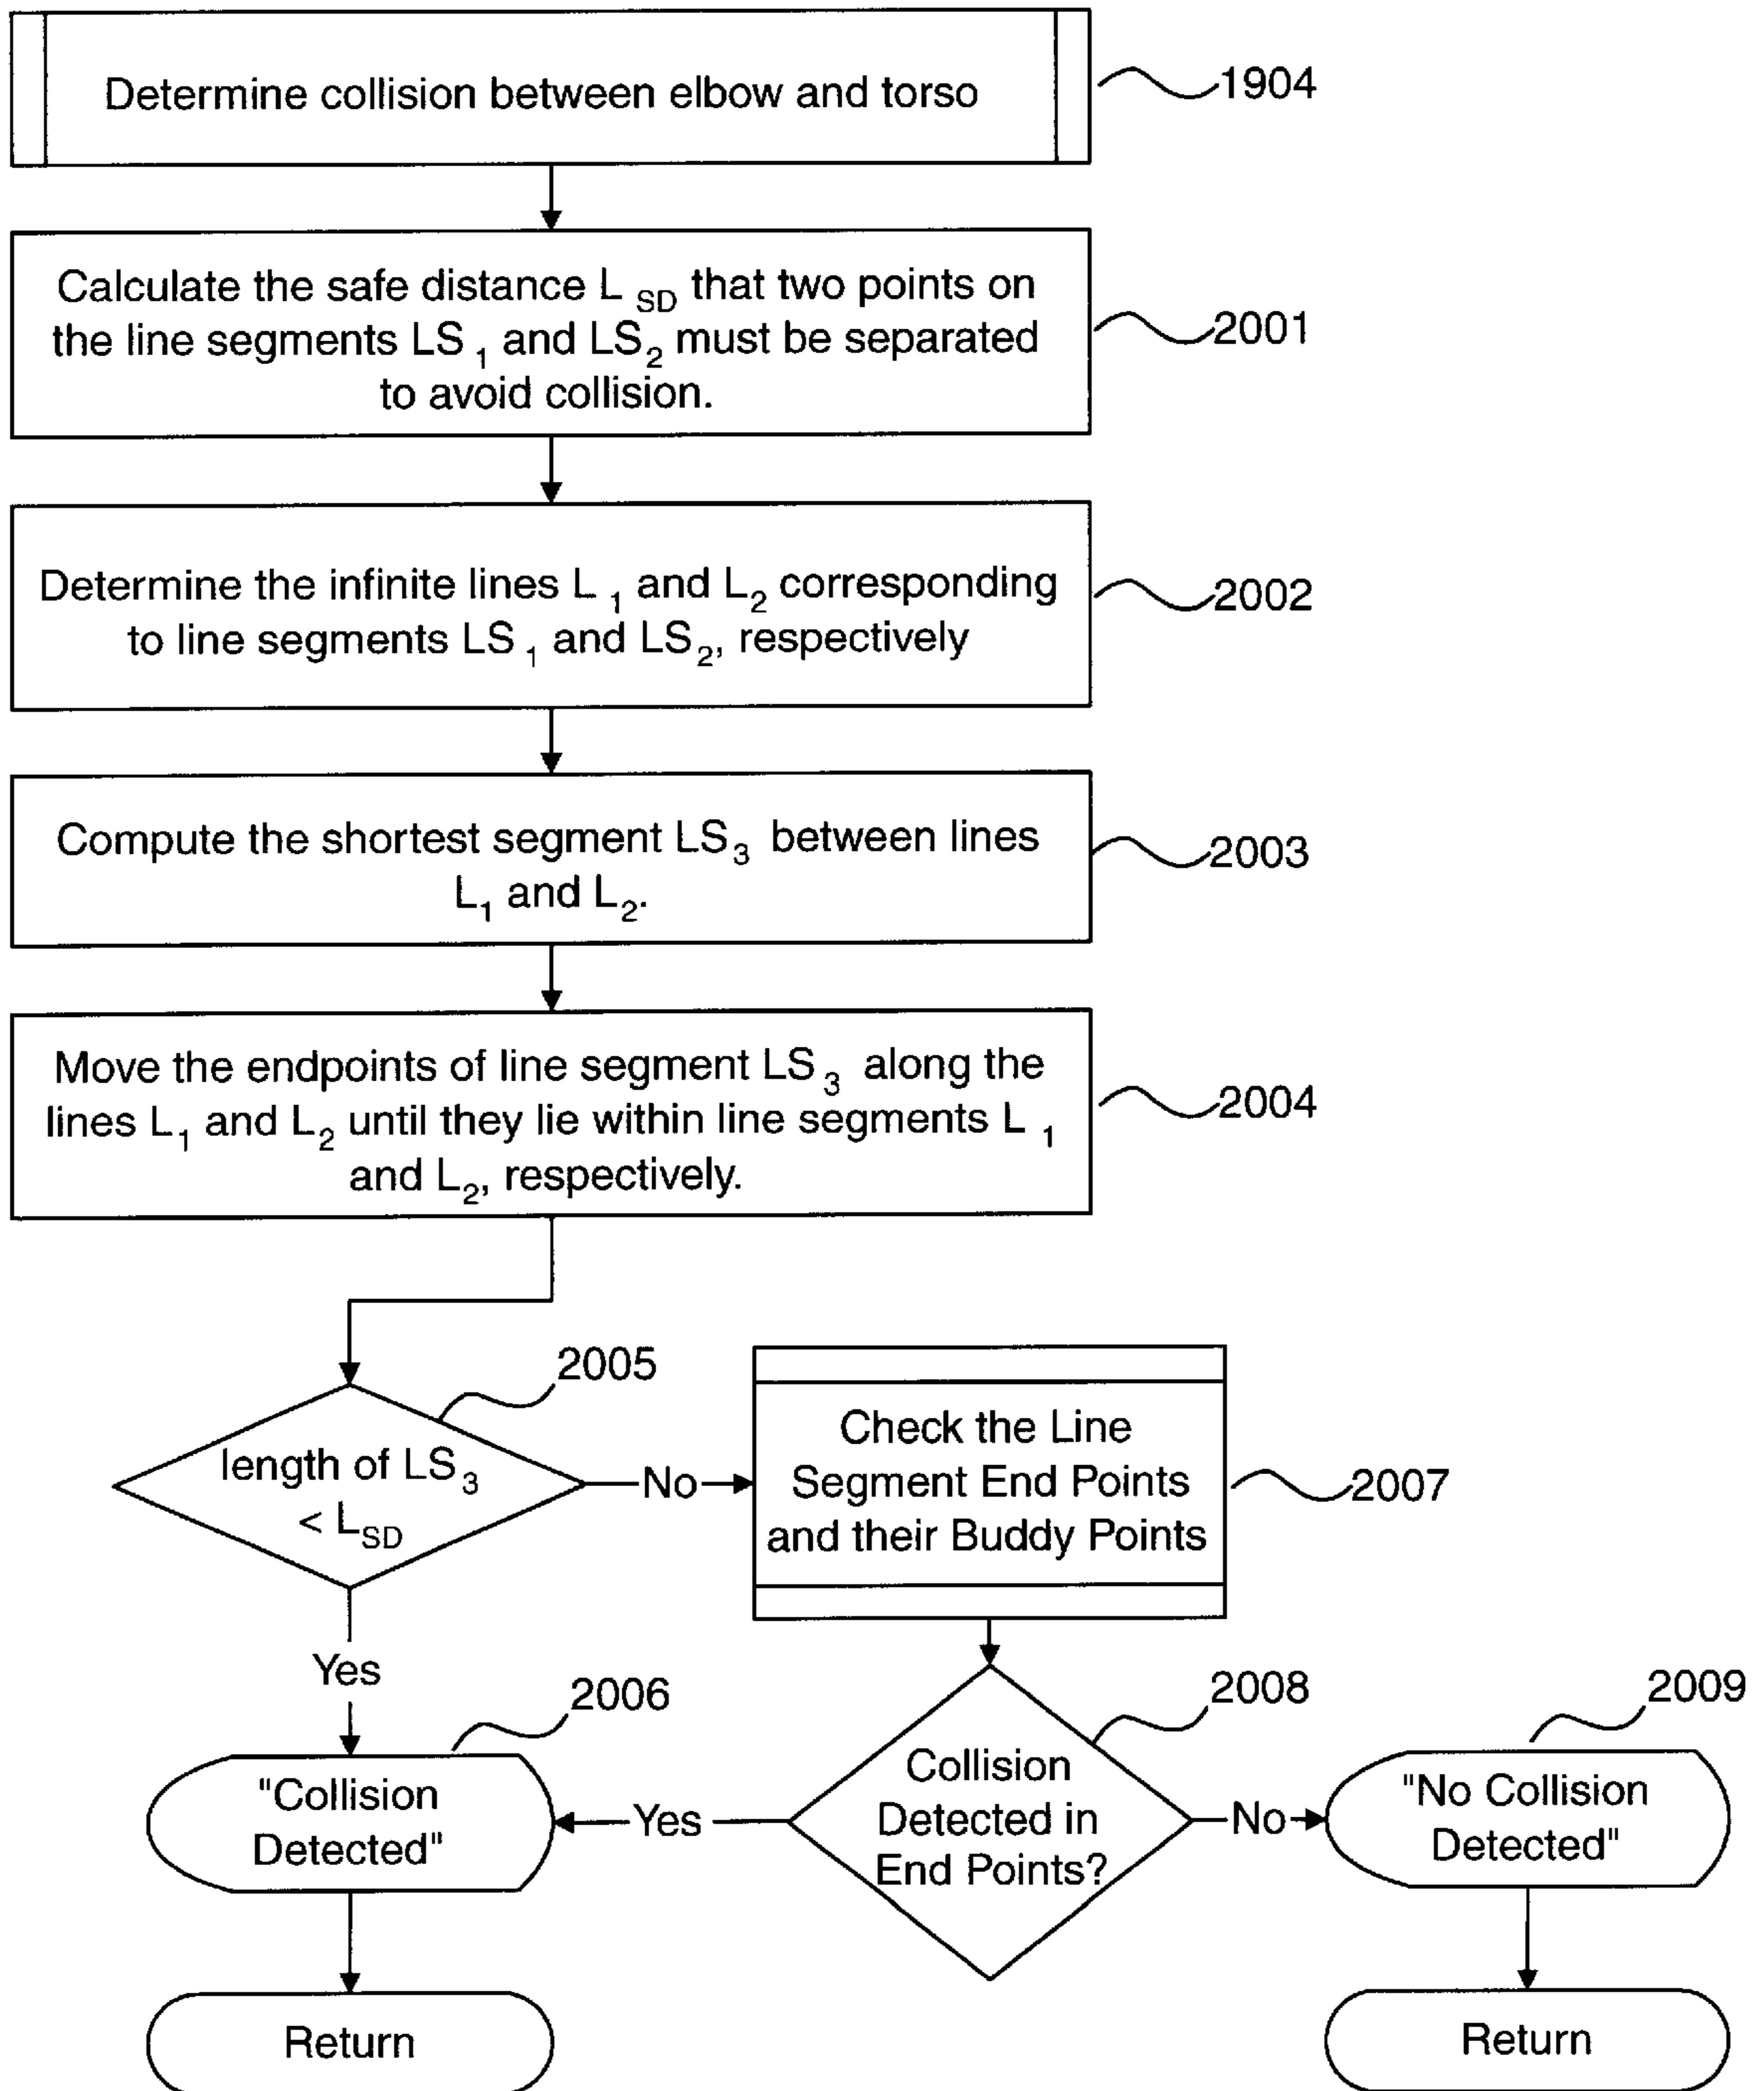 Determine collision between elbow and torso
1904
Calculate the safe distance L SD that two points on
the line segments LS 1 and LS2 must be separated
to avoid collision.
2001
Determine the infinite lines L 1 and L2 corresponding
to line segments LS 1 and LS2, respectively
2002
Compute the shortest segment LS3 between lines
L1 and L2.
2003
Move the endpoints of line segment LS 3 along the
lines L1 and L2 until they lie within line segments L 1
and L2, respectively.
2004
2005
length of LS 3
< LSD
No
Check the Line
Segment End Points
and their Buddy Points
2007
Yes
2006
"Collision
Detected"
Yes
2008
Collision
Detected in
End Points?
No
2009
"No Collision
Detected"
Return
Return